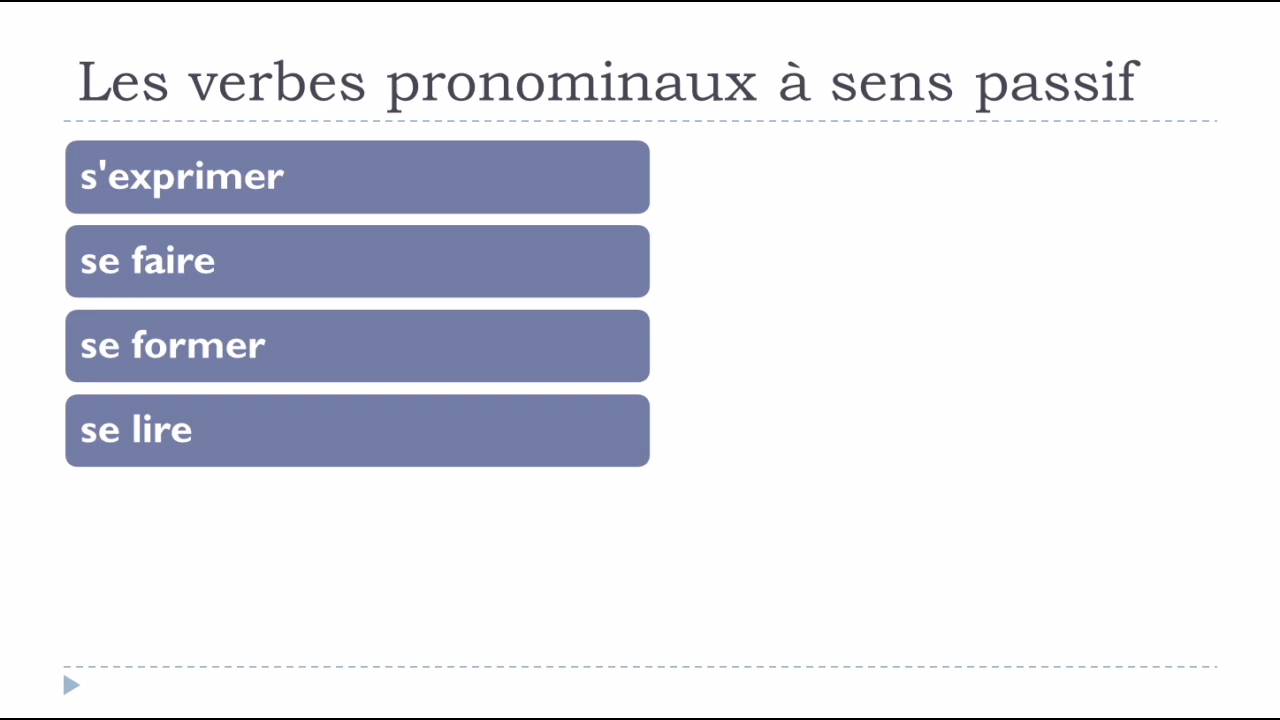 Les verbes pronominaux à sens passif
s'exprimer
se faire
se former
se lire